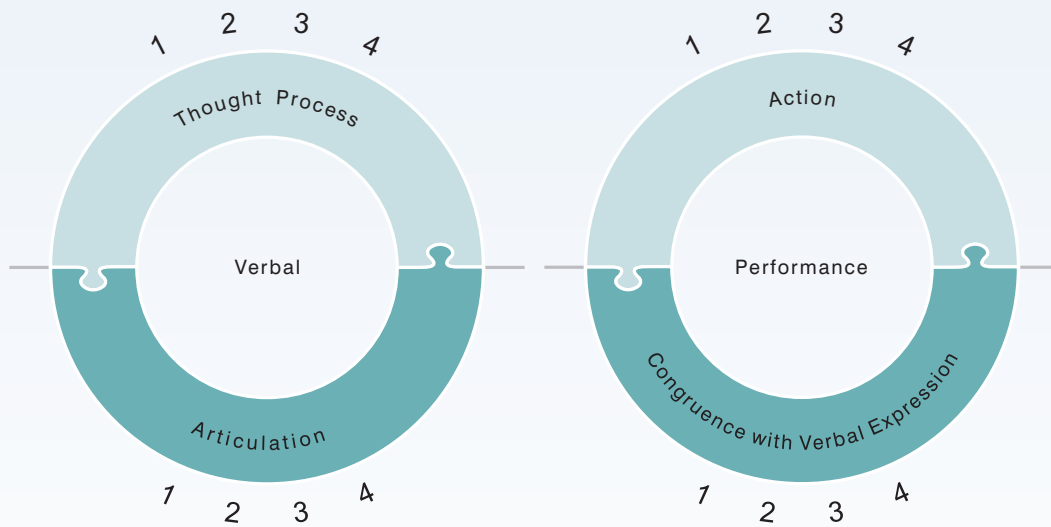 1 2 3 4
Thought Process
Verbal
Articulation
1 2 3 4
1 2 3 4
Action
Performance
Congruence with Verbal Expression
1 2 3 4